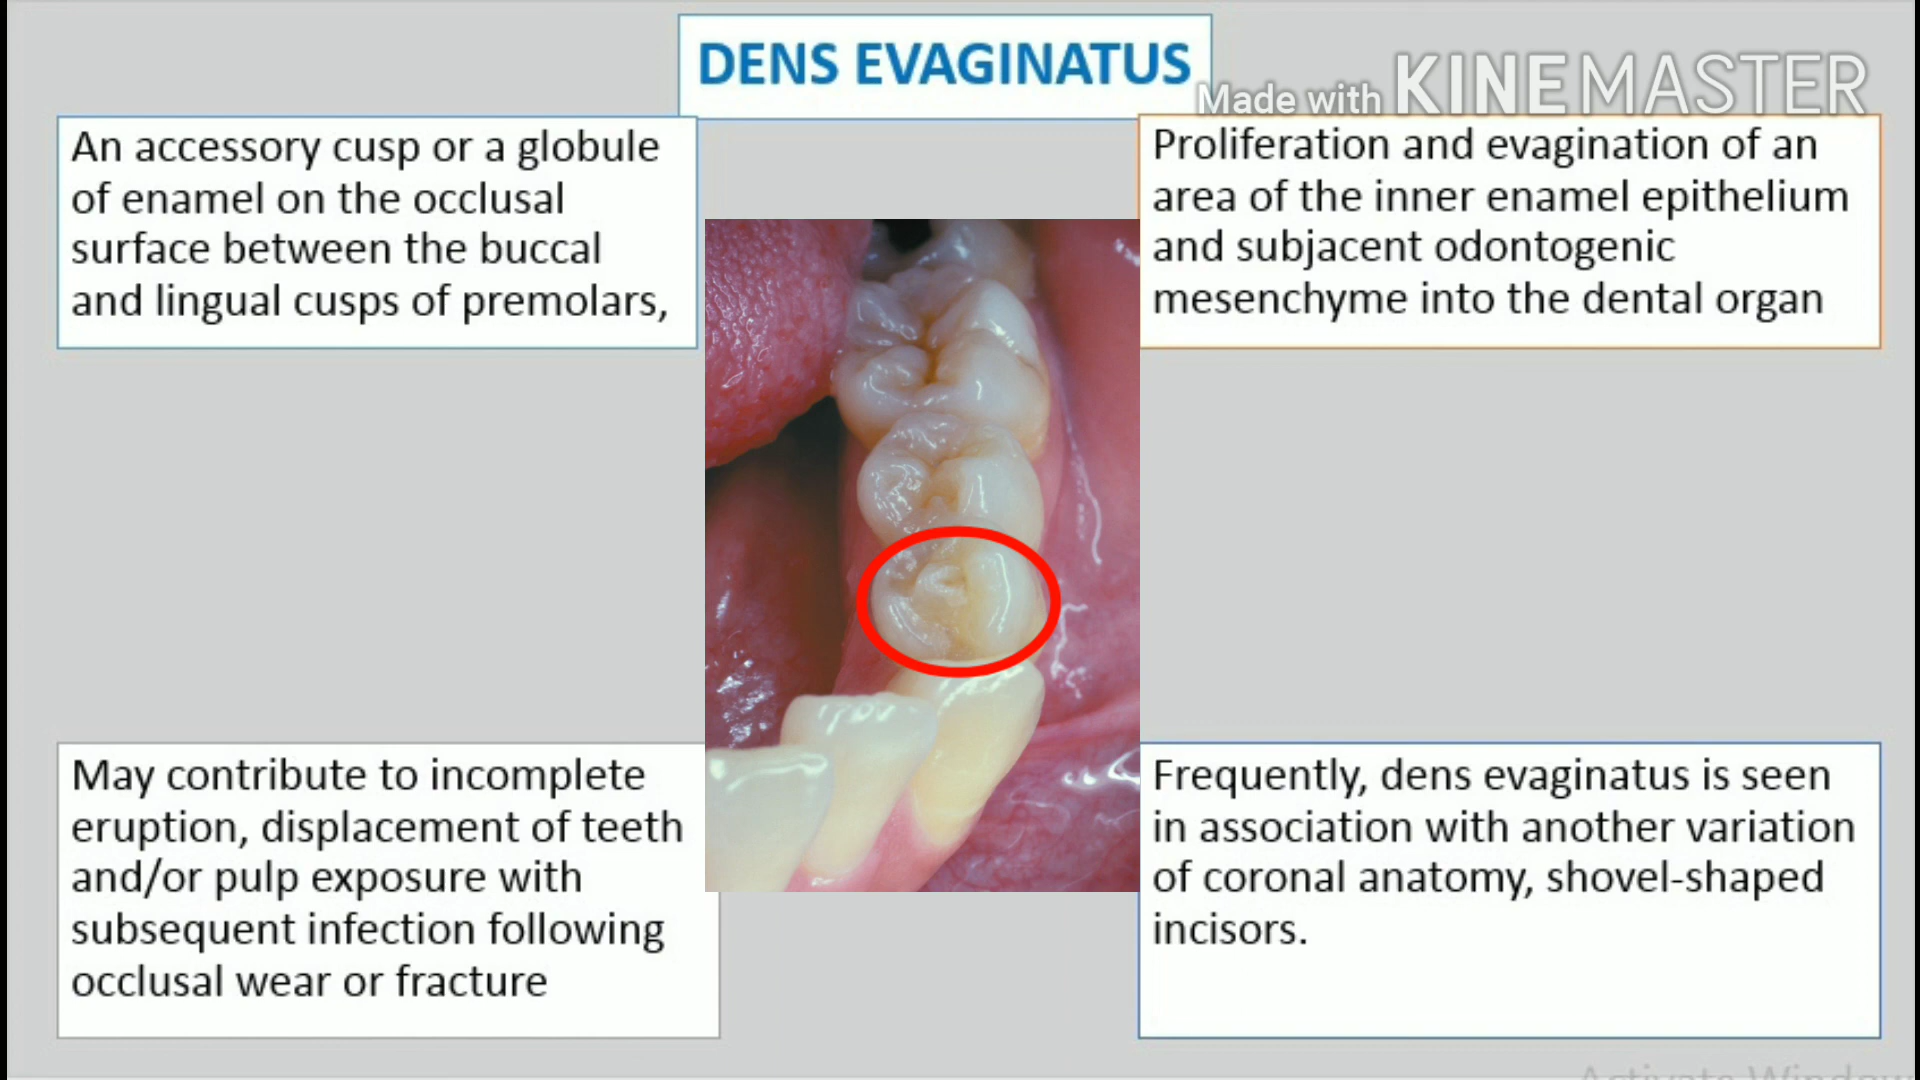 DENS EVAGINATUS
Made with KINEMASTER
An accessory cusp or a globule
of enamel on the occlusal
surface between the buccal
and lingual cusps of premolars,
Proliferation and evagination of an
area of the inner enamel epithelium
and subjacent odontogenic
mesenchyme into the dental organ
May contribute to incomplete
eruption, displacement of teeth
and/or pulp exposure with
subsequent infection following
occlusal wear or fracture
Frequently, dens evaginatus is seen
in association with another variation
of coronal anatomy, shovel-shaped
incisors.